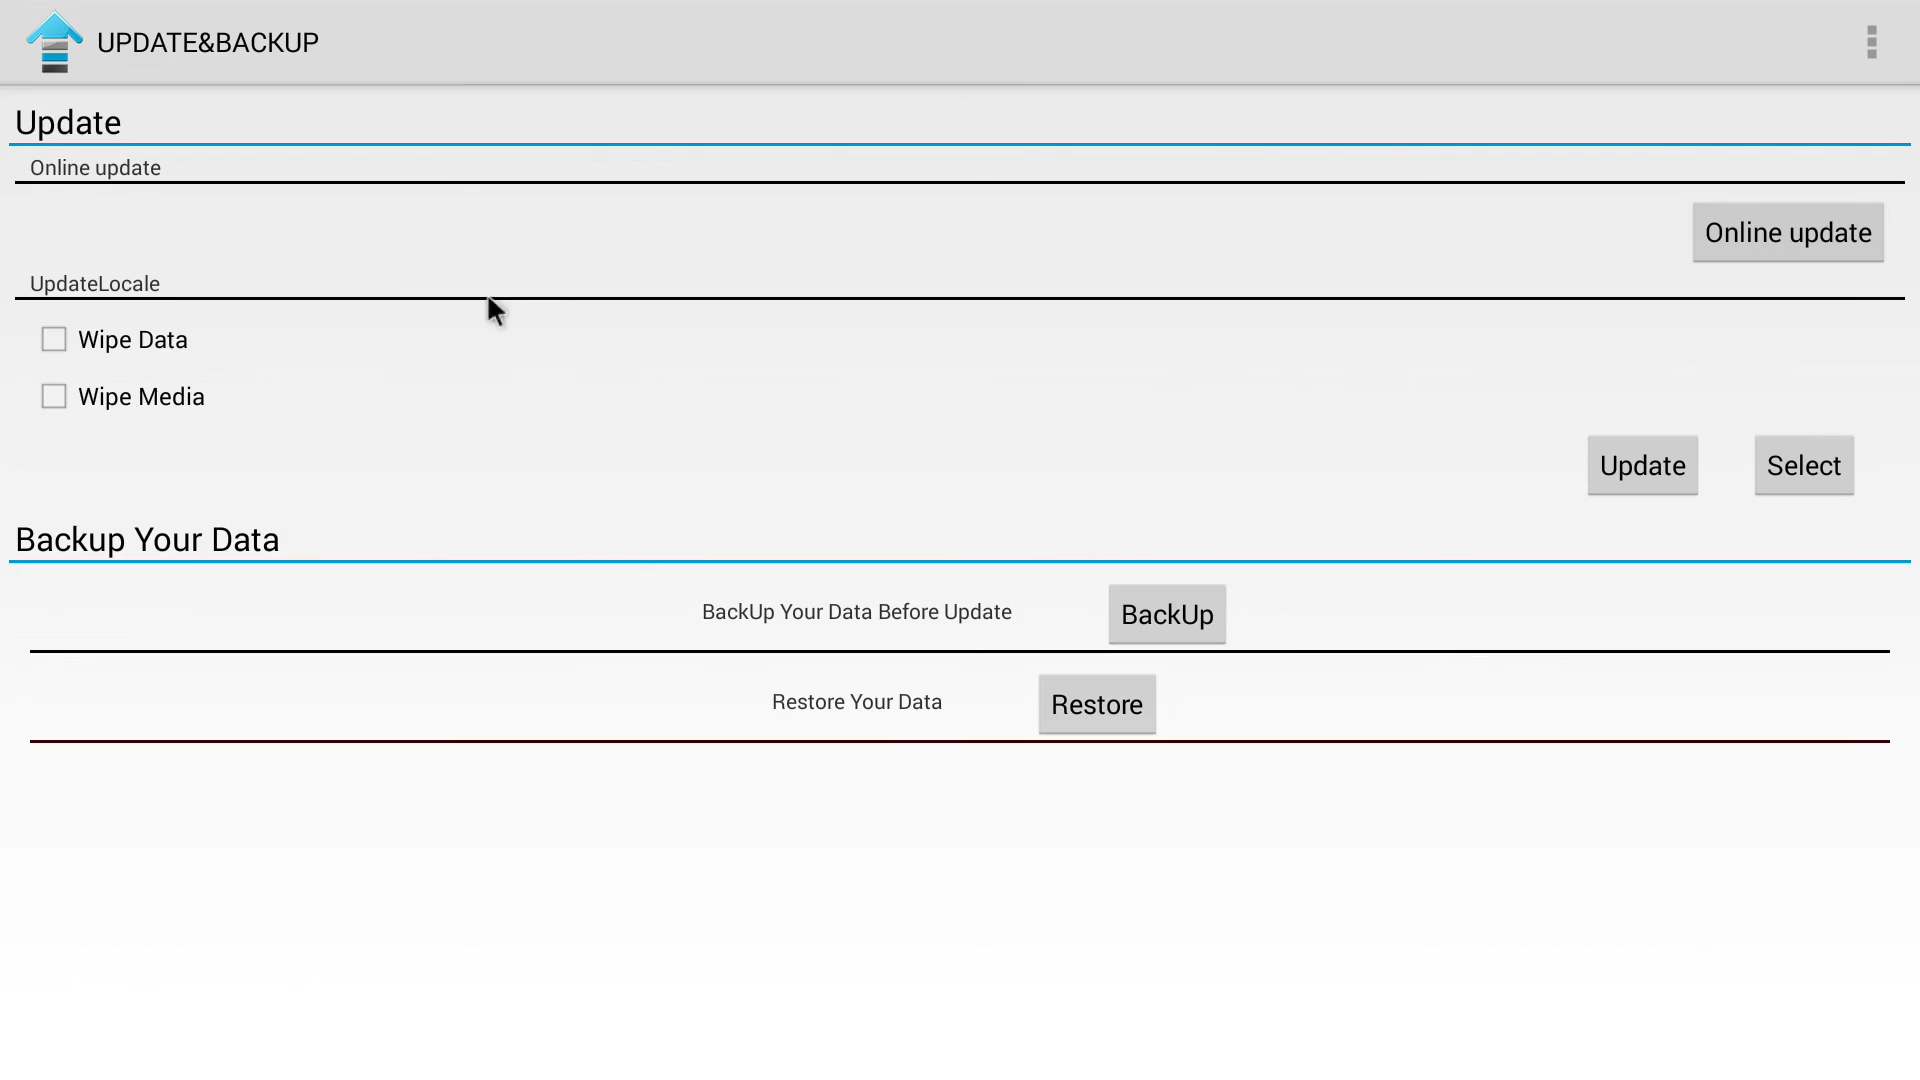 UPDATE&BACKUP
Update
Online update
Online update
UpdateLocale
Wipe Data
Wipe Media
Update Select
Backup Your Data
BackUp Your Data Before Update BackUp
Restore Your Data Restore